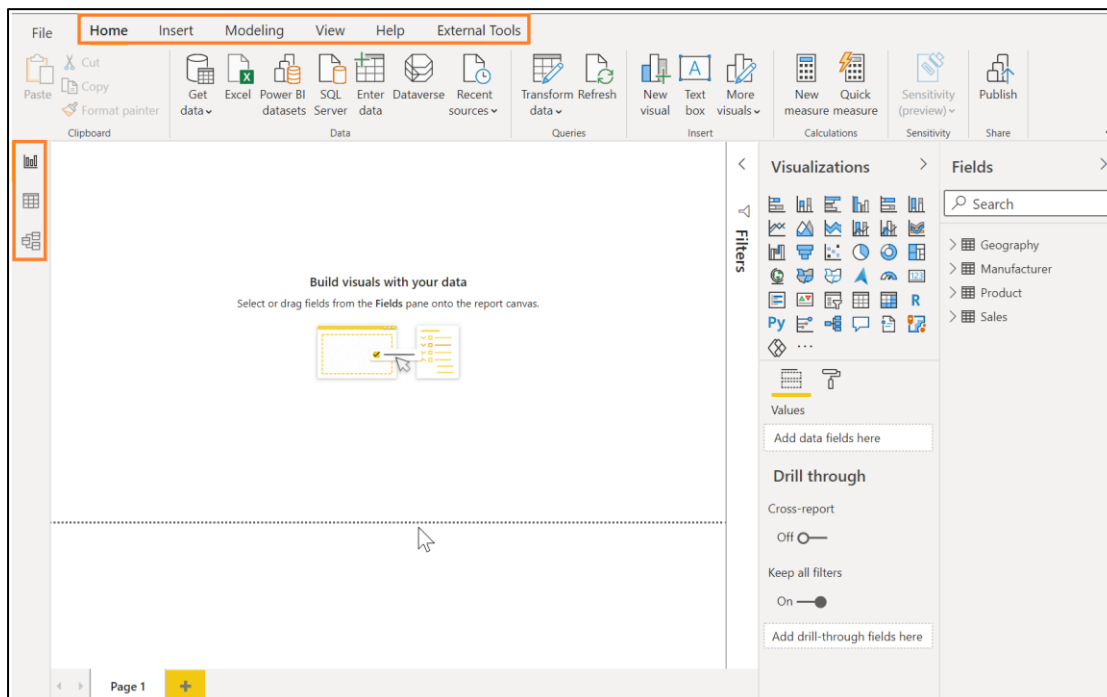 File Home Insert Modeling View Help External Tools
Paste
Cut
Copy
Format painter
Clipboard
Get data
Excel
Power BI datasets
SQL Server
Enter data
Dataverse
Recent sources
Data
Transform data
Refresh
Queries
New visual
Text box
More visuals
Insert
New measure
Quick measure
Calculations
Sensitivity (preview)
Sensitivity
Publish
Share
Build visuals with your data
Select or drag fields from the Fields pane onto the report canvas.
Filters
Visualizations
123
R
Py
Values
Add data fields here
Drill through
Cross-report
Off
Keep all filters
On
Add drill-through fields here
Fields
Search
Geography
Manufacturer
Product
Sales
Page 1